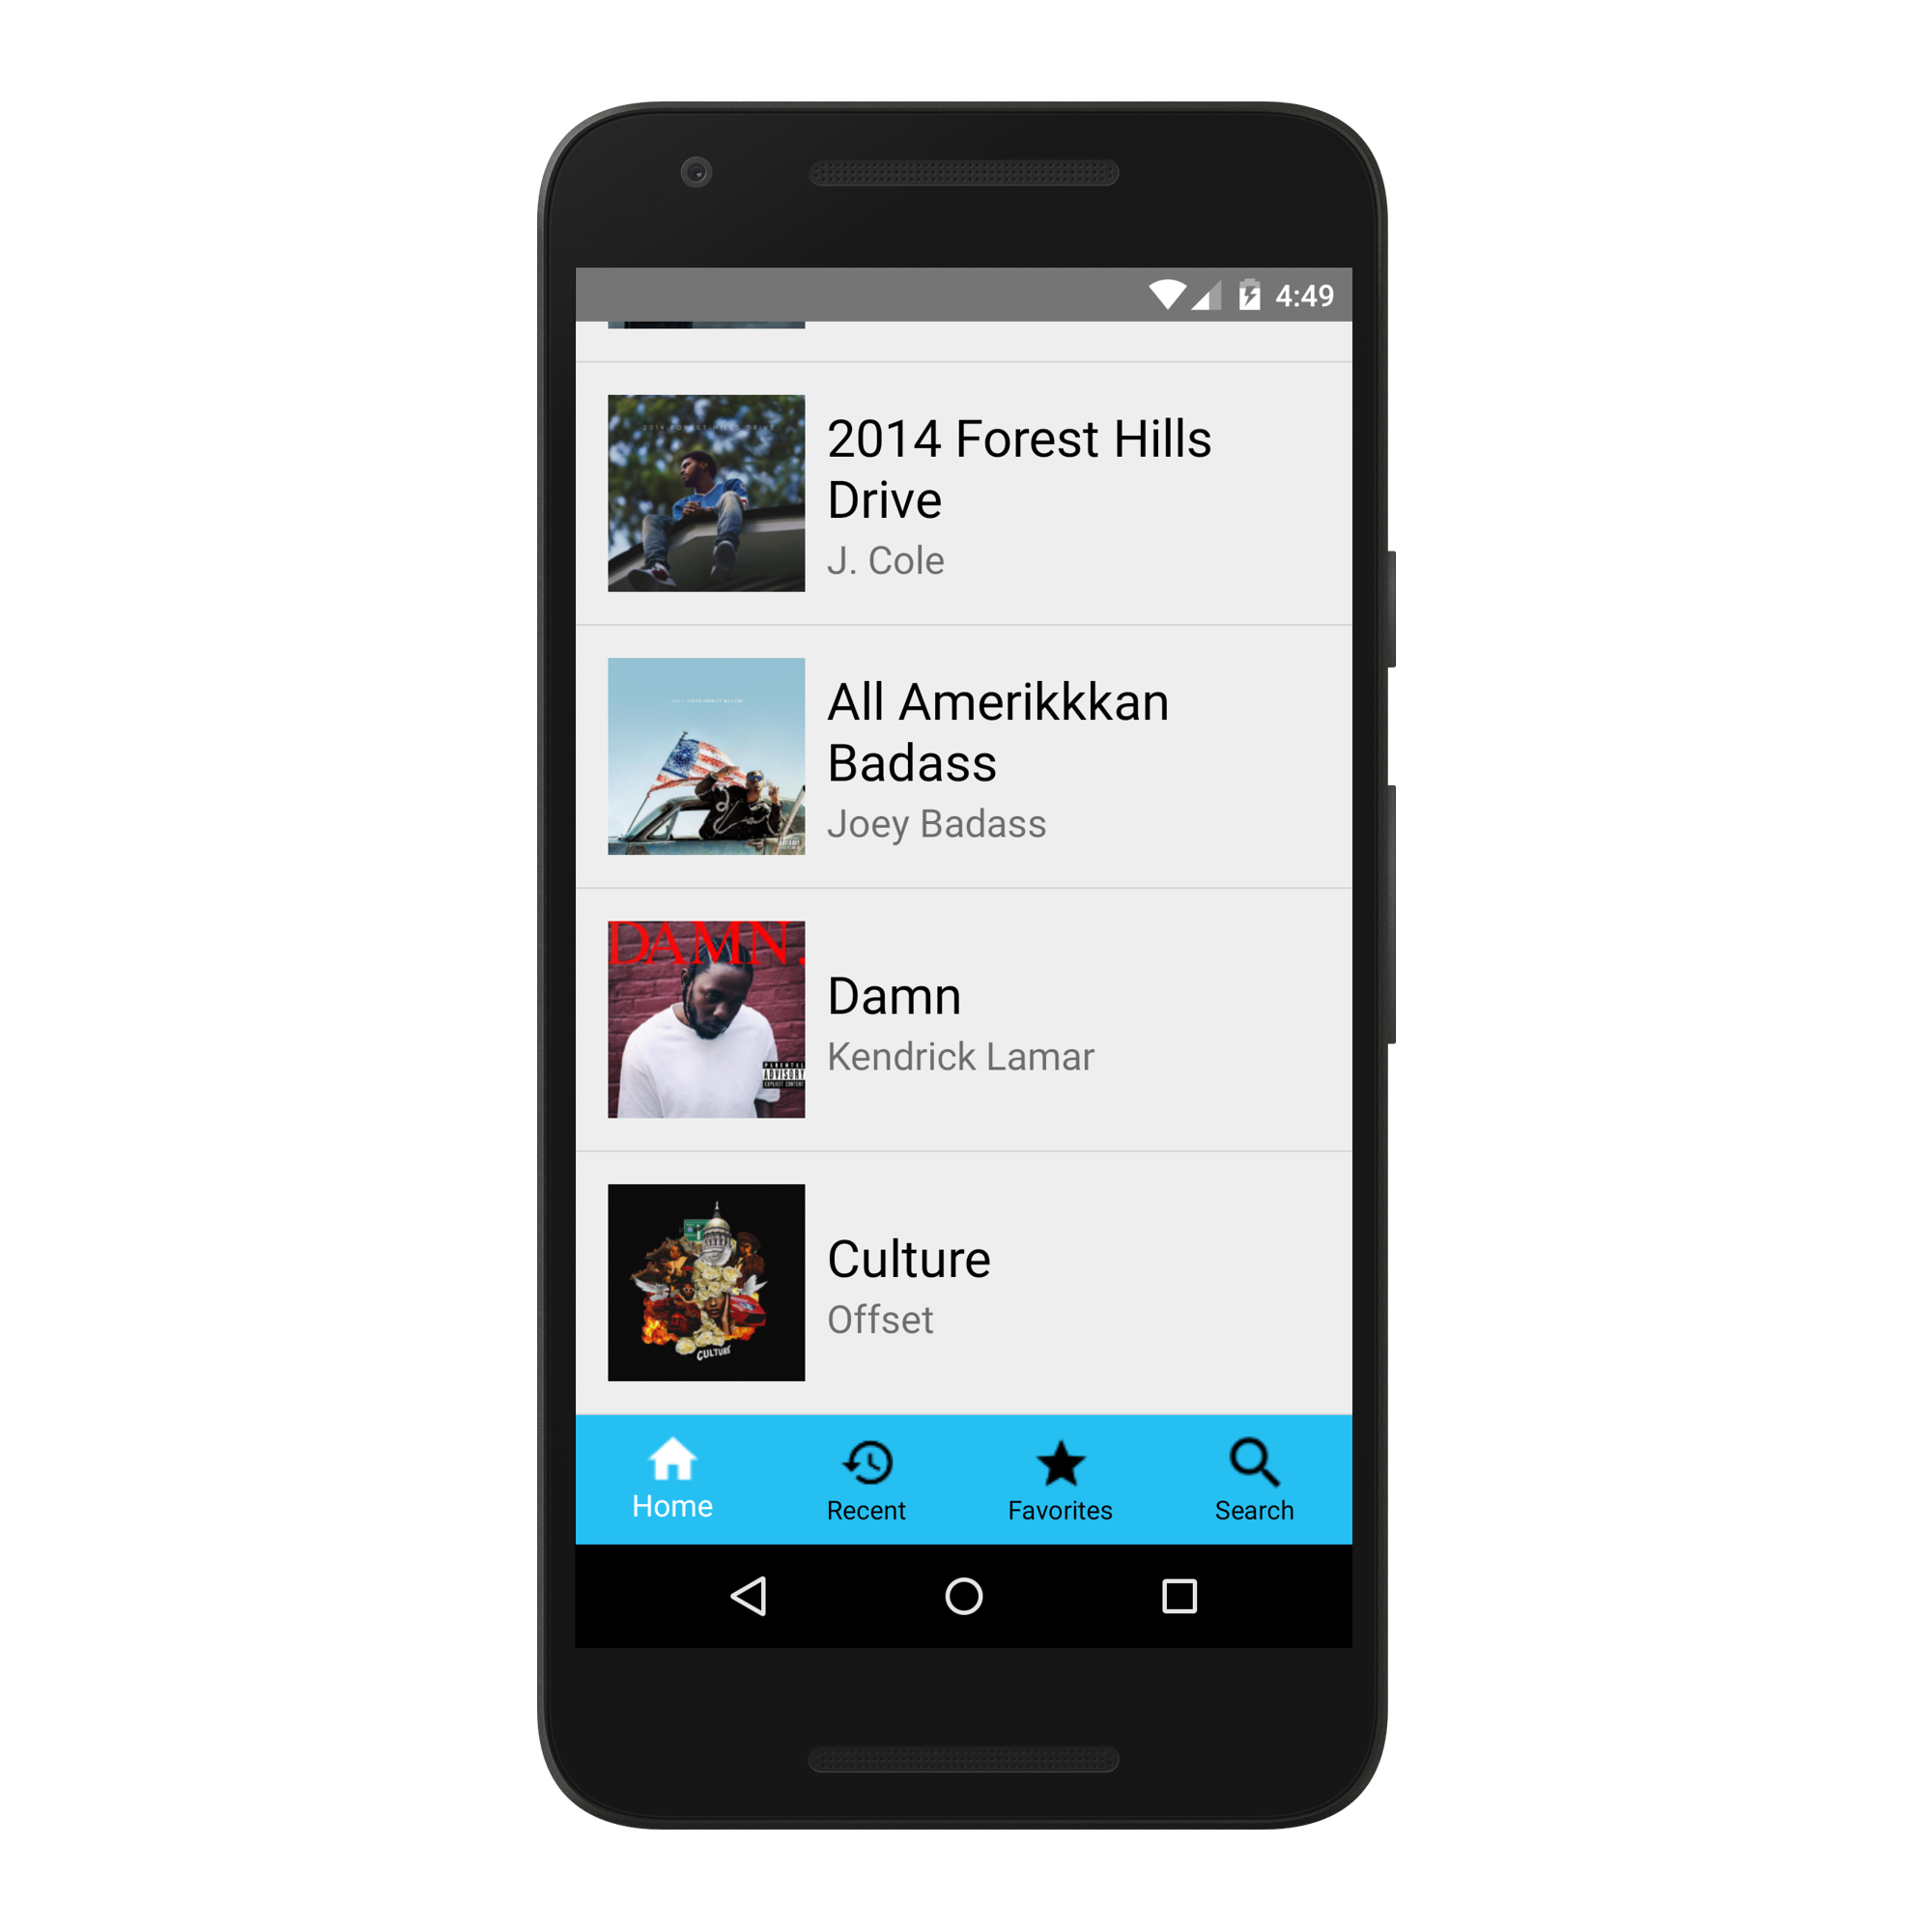 4:49
2014 FOREST HILLS DRIVE
2014 Forest Hills
Drive
J. Cole
All Amerikkkan
Badass
Joey Badass
DAMN.
PARENTAL
ADVISORY
EXPLICIT CONTENT
Damn
Kendrick Lamar
CULTURE
Culture
Offset
Home
Recent
Favorites
Search